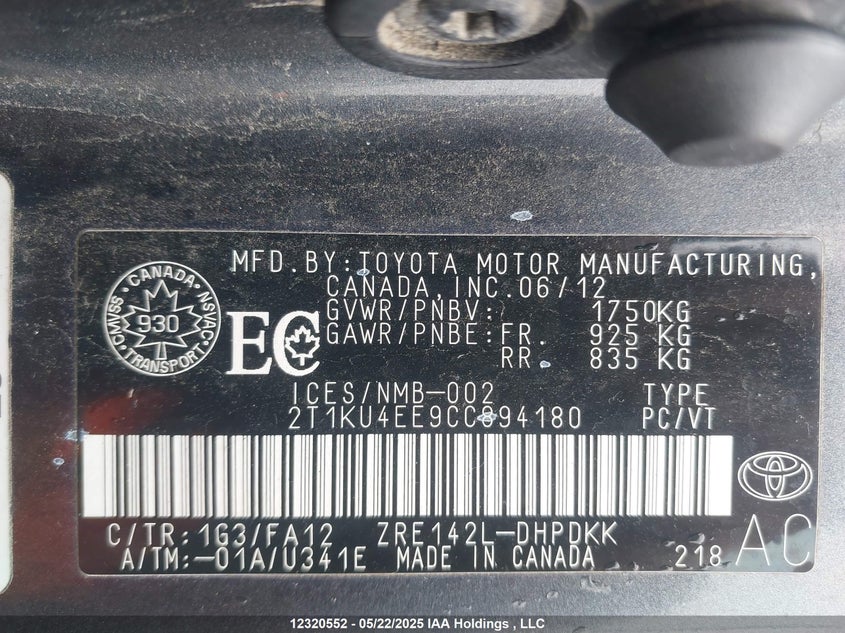 MFD.BY:TOYOTA MOTOR MANUFACTURING,
CANADA,INC.06/12
GVWR/PNBV: 1750KG
GAWR/PNBE:FR. 925 KG
RR. 835 KG
CANADA
CMVSS
930
NSVAC
TRANSPORT
EC
ICES/NMB-002 TYPE
2T1KU4EE9CC894180 PC/VT
C/TR:1G3/FA12 ZRE142L-DHPDKK
A/TM:-01A/U341E MADE IN CANADA 218 AC
12320552 - 05/22/2025 IAA Holdings , LLC